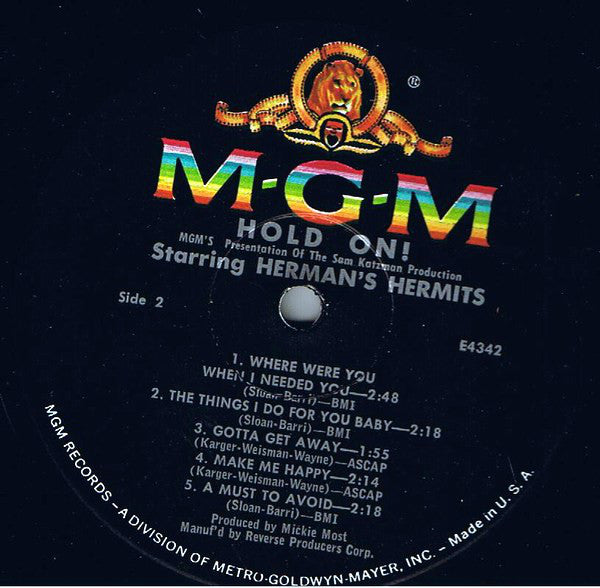 ®
M-G-M
HOLD ON!
MGM'S Presentation Of The Sam Katzman Production
Starring HERMAN'S HERMITS
Side 2
E4342
1. WHERE WERE YOU
WHEN I NEEDED YOU—2:48
(Sloan-Barri)—BMI
2. THE THINGS I DO FOR YOU BABY—2:18
(Sloan-Barri)—BMI
3. GOTTA GET AWAY—1:55
(Karger-Weisman-Wayne)—ASCAP
4. MAKE ME HAPPY—2:14
(Karger-Weisman-Wayne)—ASCAP
5. A MUST TO AVOID—2:18
(Sloan-Barri)—BMI
Produced by Mickie Most
Manuf'd by Reverse Producers Corp.
MGM RECORDS – A DIVISION OF METRO-GOLDWYN-MAYER, INC. – Made in U. S. A.